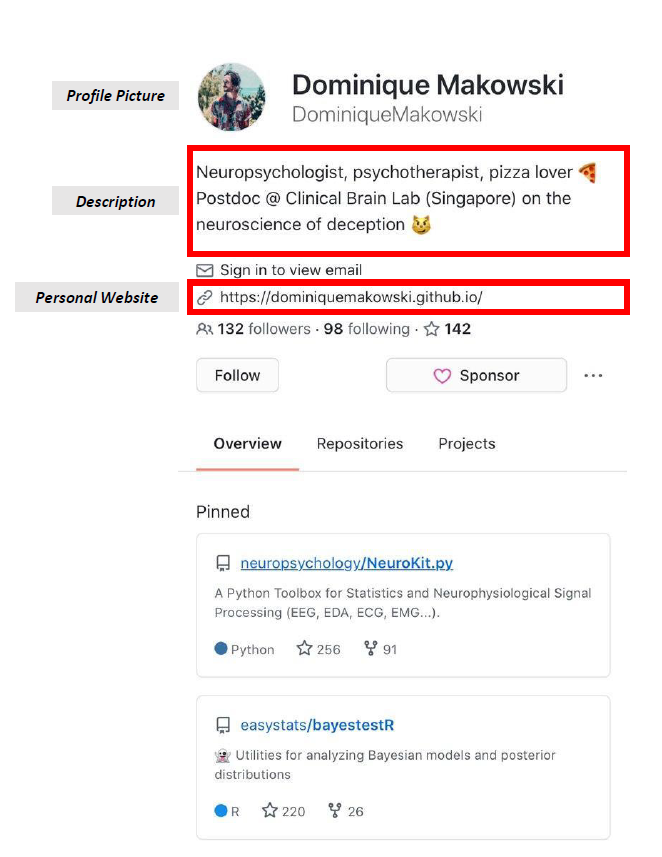 Profile Picture
Dominique Makowski
DominiqueMakowski
Description
Neuropsychologist, psychotherapist, pizza lover 🍕
Postdoc @ Clinical Brain Lab (Singapore) on the
neuroscience of deception 😼
Sign in to view email
Personal Website
https://dominiquemakowski.github.io/
132 followers · 98 following · 142
Follow
Sponsor
Overview Repositories Projects
Pinned
neuropsychology/NeuroKit.py
A Python Toolbox for Statistics and Neurophysiological Signal
Processing (EEG, EDA, ECG, EMG...).
Python 256 91
easystats/bayestestR
👻 Utilities for analyzing Bayesian models and posterior
distributions
R 220 26